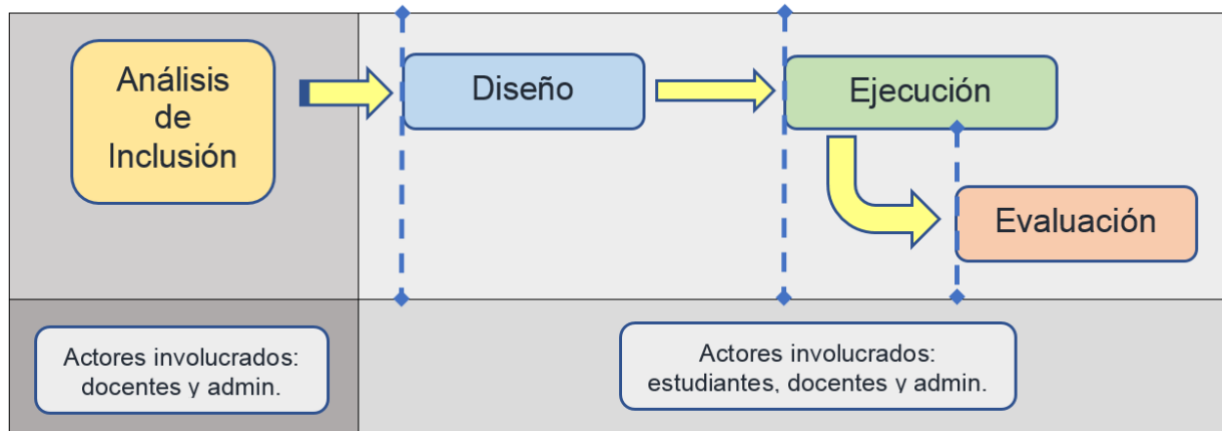 Análisis
de
Inclusión
Diseño
Ejecución
Evaluación
Actores involucrados:
docentes y admin.
Actores involucrados:
estudiantes, docentes y admin.